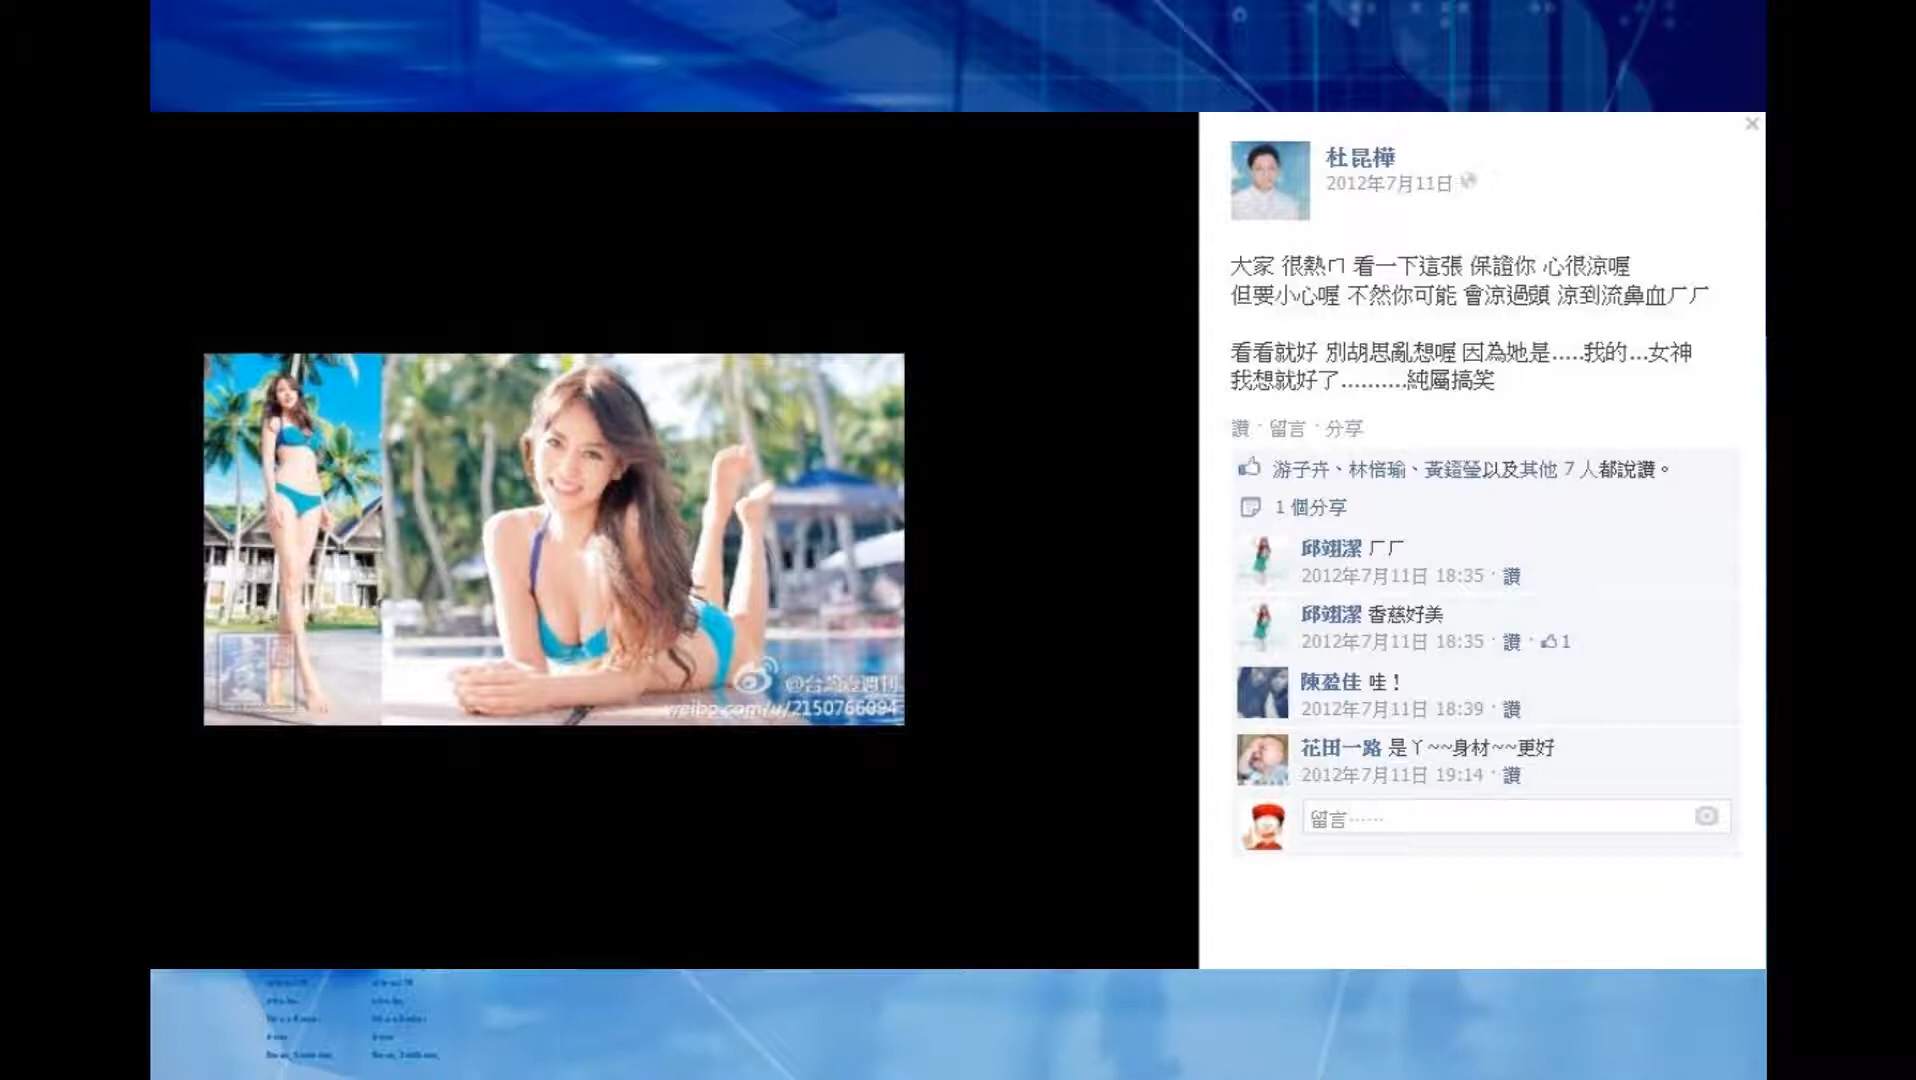 @台灣壹週刊
weibo.com/u/2150766094
杜昆樺
2012年7月11日
大家 很熱ㄇ 看一下這張 保證你 心很涼喔
但要小心喔 不然你可能 會涼過頭 涼到流鼻血ㄏㄏ
看看就好 別胡思亂想喔 因為她是.....我的...女神
我想就好了..........純屬搞笑
讚 · 留言 · 分享
游子卉、林愔瑜、黃鐙瑩以及其他 7 人都說讚。
1 個分享
邱翊潔 ㄏㄏ
2012年7月11日 18:35 · 讚
邱翊潔 香慈好美
2012年7月11日 18:35 · 讚 · 1
陳盈佳 哇！
2012年7月11日 18:39 · 讚
花田一路 是ㄚ~~身材~~更好
2012年7月11日 19:14 · 讚
留言……